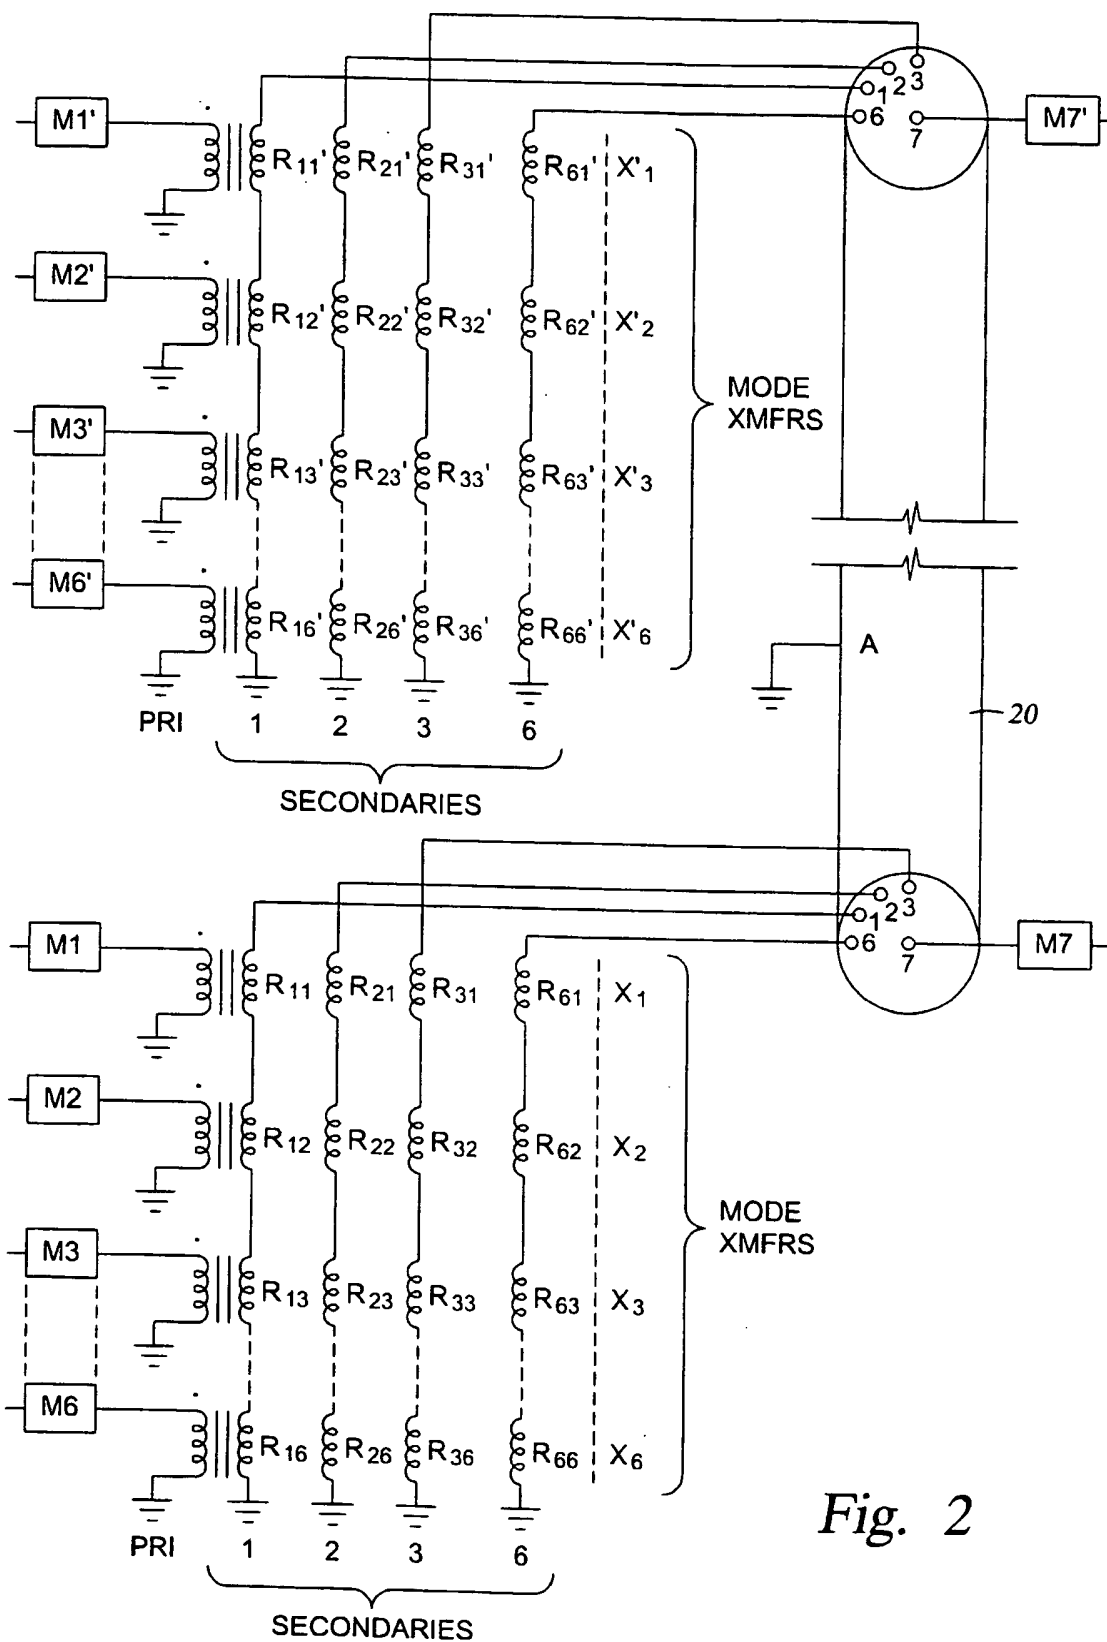 3
2
1
6
7
M7'
M1'
R11' R21' R31' R61' X'1
M2'
R12' R22' R32' R62' X'2
MODE
XMFRS
M3'
R13' R23' R33' R63' X'3
M6'
R16' R26' R36' R66' X'6
A
PRI 1 2 3 6
20
SECONDARIES
3
2
1
6
7
M7
M1
R11 R21 R31 R61 X1
M2
R12 R22 R32 R62 X2
MODE
XMFRS
M3
R13 R23 R33 R63 X3
M6
R16 R26 R36 R66 X6
Fig. 2
PRI 1 2 3 6
SECONDARIES